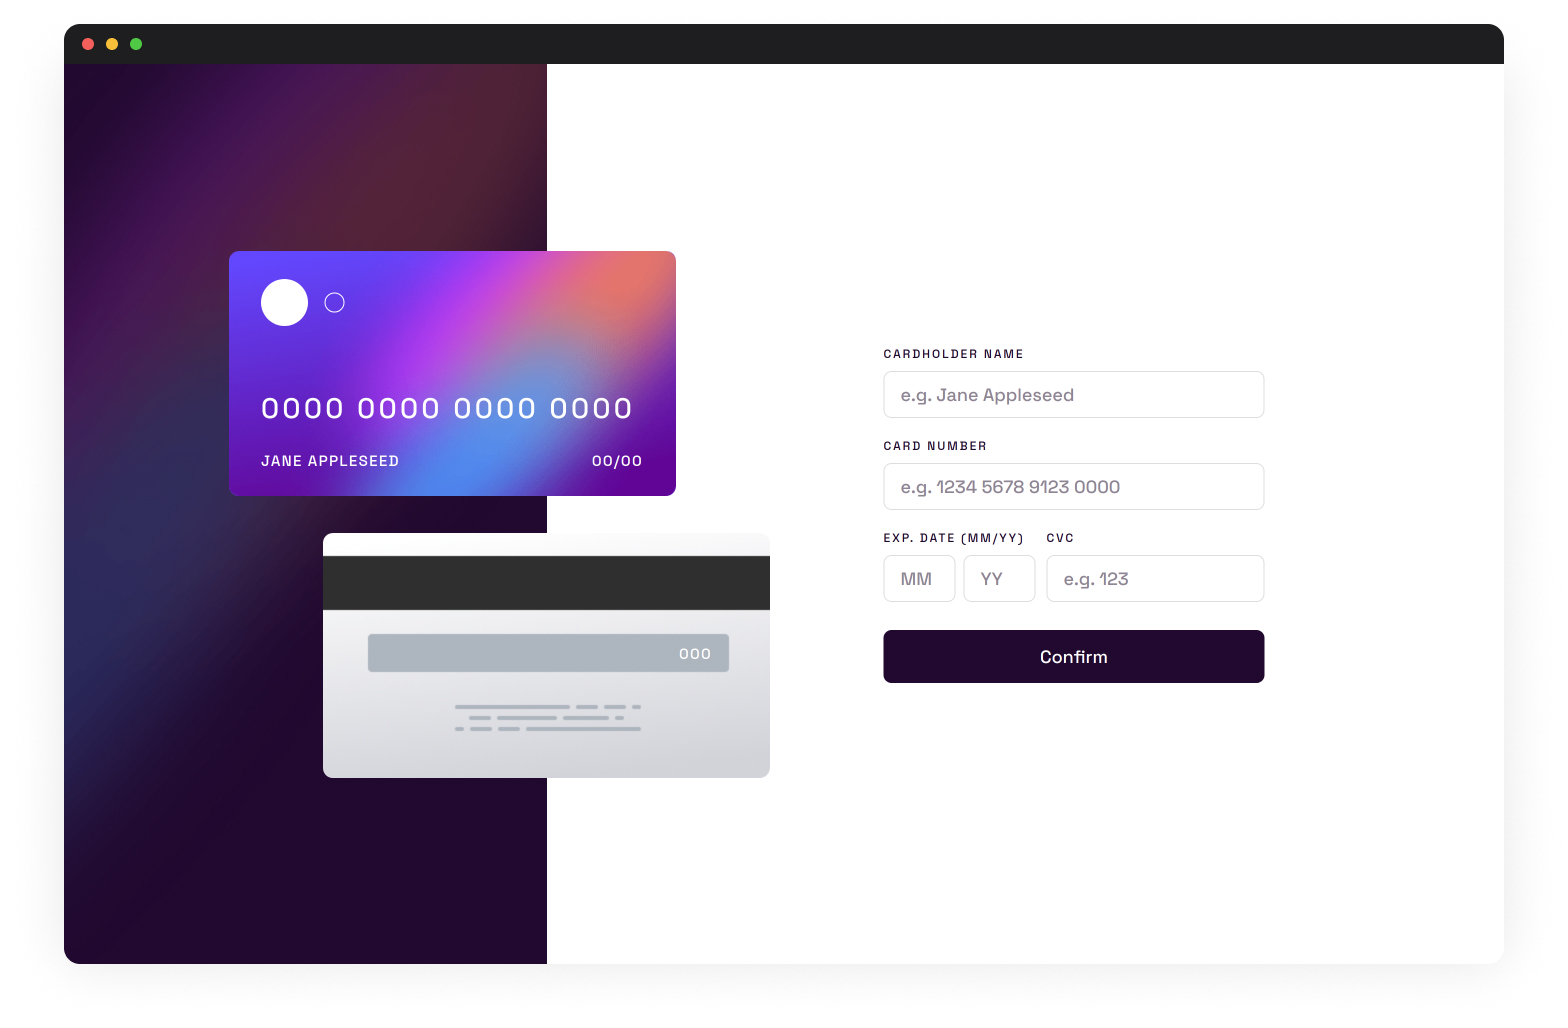 0000 0000 0000 0000
JANE APPLESEED 00/00
000
CARDHOLDER NAME
e.g. Jane Appleseed
CARD NUMBER
e.g. 1234 5678 9123 0000
EXP. DATE (MM/YY) CVC
MM YY e.g. 123
Confirm